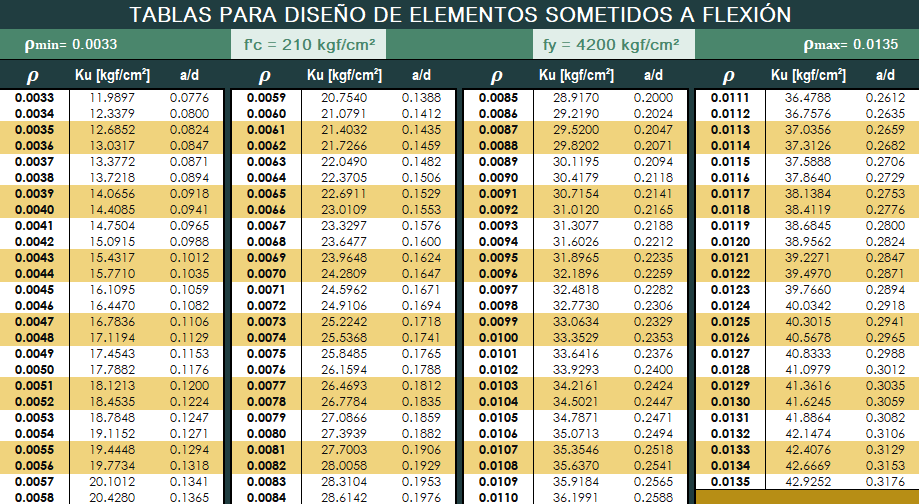 TABLAS PARA DISEÑO DE ELEMENTOS SOMETIDOS A FLEXIÓN
ρmin= 0.0033 f'c = 210 kgf/cm² fy = 4200 kgf/cm² ρmax= 0.0135
ρ Ku [kgf/cm²] a/d ρ Ku [kgf/cm²] a/d ρ Ku [kgf/cm²] a/d ρ Ku [kgf/cm²] a/d
0.0033 11.9897 0.0776 0.0059 20.7540 0.1388 0.0085 28.9170 0.2000 0.0111 36.4788 0.2612
0.0034 12.3379 0.0800 0.0060 21.0791 0.1412 0.0086 29.2190 0.2024 0.0112 36.7576 0.2635
0.0035 12.6852 0.0824 0.0061 21.4032 0.1435 0.0087 29.5200 0.2047 0.0113 37.0356 0.2659
0.0036 13.0317 0.0847 0.0062 21.7266 0.1459 0.0088 29.8202 0.2071 0.0114 37.3126 0.2682
0.0037 13.3772 0.0871 0.0063 22.0490 0.1482 0.0089 30.1195 0.2094 0.0115 37.5888 0.2706
0.0038 13.7218 0.0894 0.0064 22.3705 0.1506 0.0090 30.4179 0.2118 0.0116 37.8640 0.2729
0.0039 14.0656 0.0918 0.0065 22.6911 0.1529 0.0091 30.7154 0.2141 0.0117 38.1384 0.2753
0.0040 14.4085 0.0941 0.0066 23.0109 0.1553 0.0092 31.0120 0.2165 0.0118 38.4119 0.2776
0.0041 14.7504 0.0965 0.0067 23.3297 0.1576 0.0093 31.3077 0.2188 0.0119 38.6845 0.2800
0.0042 15.0915 0.0988 0.0068 23.6477 0.1600 0.0094 31.6026 0.2212 0.0120 38.9562 0.2824
0.0043 15.4317 0.1012 0.0069 23.9648 0.1624 0.0095 31.8965 0.2235 0.0121 39.2271 0.2847
0.0044 15.7710 0.1035 0.0070 24.2809 0.1647 0.0096 32.1896 0.2259 0.0122 39.4970 0.2871
0.0045 16.1095 0.1059 0.0071 24.5962 0.1671 0.0097 32.4818 0.2282 0.0123 39.7660 0.2894
0.0046 16.4470 0.1082 0.0072 24.9106 0.1694 0.0098 32.7730 0.2306 0.0124 40.0342 0.2918
0.0047 16.7836 0.1106 0.0073 25.2242 0.1718 0.0099 33.0634 0.2329 0.0125 40.3015 0.2941
0.0048 17.1194 0.1129 0.0074 25.5368 0.1741 0.0100 33.3529 0.2353 0.0126 40.5678 0.2965
0.0049 17.4543 0.1153 0.0075 25.8485 0.1765 0.0101 33.6416 0.2376 0.0127 40.8333 0.2988
0.0050 17.7882 0.1176 0.0076 26.1594 0.1788 0.0102 33.9293 0.2400 0.0128 41.0979 0.3012
0.0051 18.1213 0.1200 0.0077 26.4693 0.1812 0.0103 34.2161 0.2424 0.0129 41.3616 0.3035
0.0052 18.4535 0.1224 0.0078 26.7784 0.1835 0.0104 34.5021 0.2447 0.0130 41.6245 0.3059
0.0053 18.7848 0.1247 0.0079 27.0866 0.1859 0.0105 34.7871 0.2471 0.0131 41.8864 0.3082
0.0054 19.1152 0.1271 0.0080 27.3939 0.1882 0.0106 35.0713 0.2494 0.0132 42.1474 0.3106
0.0055 19.4448 0.1294 0.0081 27.7003 0.1906 0.0107 35.3546 0.2518 0.0133 42.4076 0.3129
0.0056 19.7734 0.1318 0.0082 28.0058 0.1929 0.0108 35.6370 0.2541 0.0134 42.6669 0.3153
0.0057 20.1012 0.1341 0.0083 28.3104 0.1953 0.0109 35.9184 0.2565 0.0135 42.9252 0.3176
0.0058 20.4280 0.1365 0.0084 28.6142 0.1976 0.0110 36.1991 0.2588